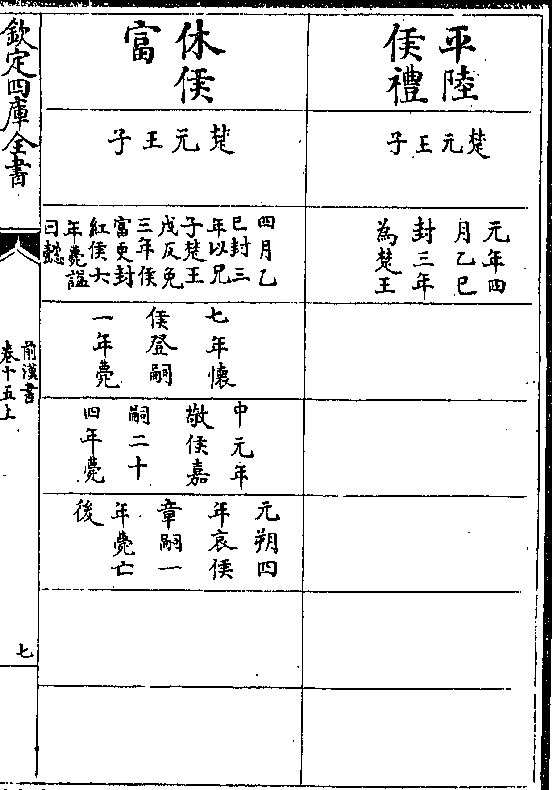 平陸
侯禮
楚元王子
元年四
月乙巳
封三年
為楚王
休侯
富
楚元王子
四月乙
巳封三
年以兄
子楚王
戊反免
三年侯
富更封
紅侯六
年薨諡
曰懿
七年懷
侯登嗣
一年薨
中元年
敬侯嘉
嗣二十
四年薨
元朔四
年哀侯
章嗣一
年薨亡
後
欽定四庫全書
前漢書
卷十五上
七